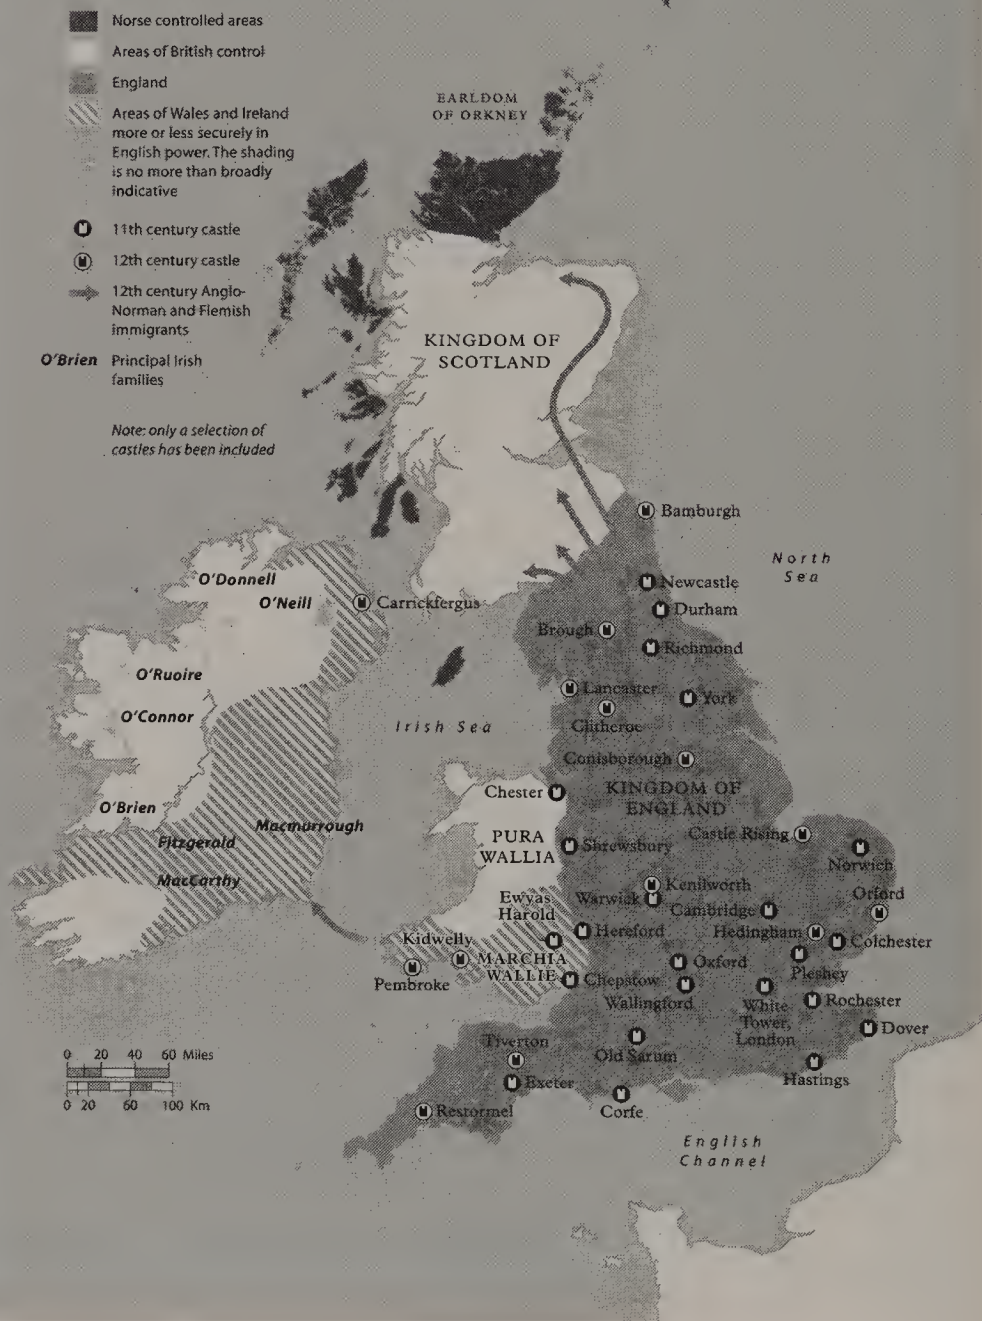 Norse controlled areas
Areas of British control
England
Areas of Wales and Ireland
more or less securely in
English power. The shading
is no more than broadly
indicative
11th century castle
12th century castle
12th century Anglo-
Norman and Flemish
immigrants
O'Brien Principal Irish
families
Note: only a selection of
castles has been included
EARLDOM
OF ORKNEY
KINGDOM OF
SCOTLAND
Bamburgh
North
Sea
O'Donnell
O'Neill
Carrickfergus
Newcastle
Durham
Brough
Richmond
O'Ruoire
Lancaster
York
O'Connor
Irish Sea
Clitheroe
Conisborough
Chester
KINGDOM OF
ENGLAND
O'Brien
Macmurrough
Fitzgerald
PURA
WALLIA
Shrewsbury
Castle Rising
Norwich
MacCarthy
Ewyas
Harold
Kenilworth
Warwick
Cambridge
Orford
Kidwelly
Hereford
Hedingham
Colchester
MARCHIA
WALLIE
Pembroke
Chepstow
Oxford
Wallingford
Pleshey
White
Tower,
London
Rochester
Dover
Tiverton
Old Sarum
Hastings
Exeter
Corfe
Restormel
0 20 40 60 Miles
0 20 60 100 Km
English
Channel